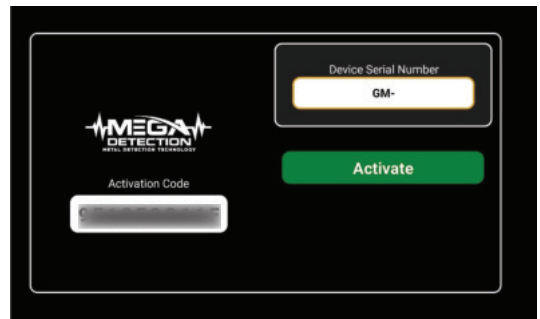 Device Serial Number
GM-
MEGA
DETECTION
METAL DETECTION TECHNOLOGY
Activate
Activation Code